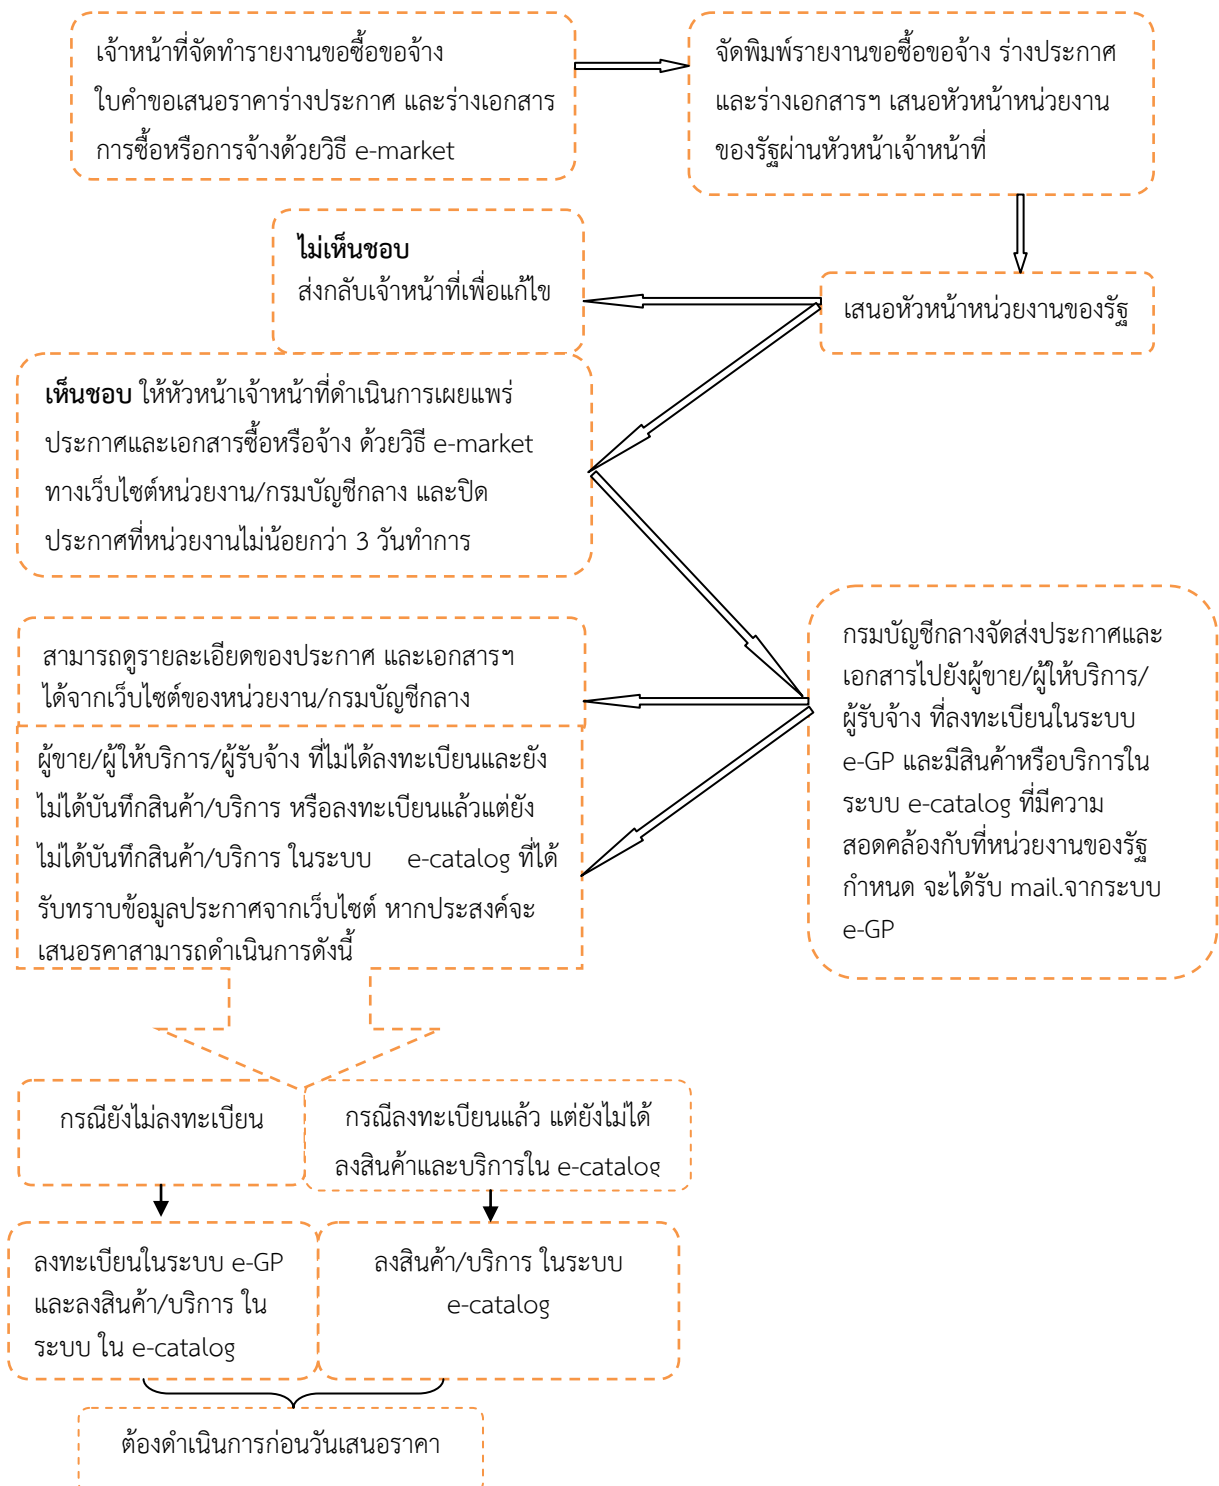 เจ้าหน้าที่จัดทำรายงานขอซื้อขอจ้าง
ใบคำขอเสนอราคาร่างประกาศ และร่างเอกสาร
การซื้อหรือการจ้างด้วยวิธี e-market
จัดพิมพ์รายงานขอซื้อขอจ้าง ร่างประกาศ
และร่างเอกสารฯ เสนอหัวหน้าหน่วยงาน
ของรัฐผ่านหัวหน้าเจ้าหน้าที่
ไม่เห็นชอบ
ส่งกลับเจ้าหน้าที่เพื่อแก้ไข
เสนอหัวหน้าหน่วยงานของรัฐ
เห็นชอบ ให้หัวหน้าเจ้าหน้าที่ดำเนินการเผยแพร่
ประกาศและเอกสารซื้อหรือจ้าง ด้วยวิธี e-market
ทางเว็บไซต์หน่วยงาน/กรมบัญชีกลาง และปิด
ประกาศที่หน่วยงานไม่น้อยกว่า 3 วันทำการ
กรมบัญชีกลางจัดส่งประกาศและ
เอกสารไปยังผู้ขาย/ผู้ให้บริการ/
ผู้รับจ้าง ที่ลงทะเบียนในระบบ
e-GP และมีสินค้าหรือบริการใน
ระบบ e-catalog ที่มีความ
สอดคล้องกับที่หน่วยงานของรัฐ
กำหนด จะได้รับ mail.จากระบบ
e-GP
สามารถดูรายละเอียดของประกาศ และเอกสารฯ
ได้จากเว็บไซต์ของหน่วยงาน/กรมบัญชีกลาง
ผู้ขาย/ผู้ให้บริการ/ผู้รับจ้าง ที่ไม่ได้ลงทะเบียนและยัง
ไม่ได้บันทึกสินค้า/บริการ หรือลงทะเบียนแล้วแต่ยัง
ไม่ได้บันทึกสินค้า/บริการ ในระบบ e-catalog ที่ได้
รับทราบข้อมูลประกาศจากเว็บไซต์ หากประสงค์จะ
เสนอรคาสามารถดำเนินการดังนี้
กรณียังไม่ลงทะเบียน
กรณีลงทะเบียนแล้ว แต่ยังไม่ได้
ลงสินค้าและบริการใน e-catalog
ลงทะเบียนในระบบ e-GP
และลงสินค้า/บริการ ใน
ระบบ ใน e-catalog
ลงสินค้า/บริการ ในระบบ
e-catalog
ต้องดำเนินการก่อนวันเสนอราคา